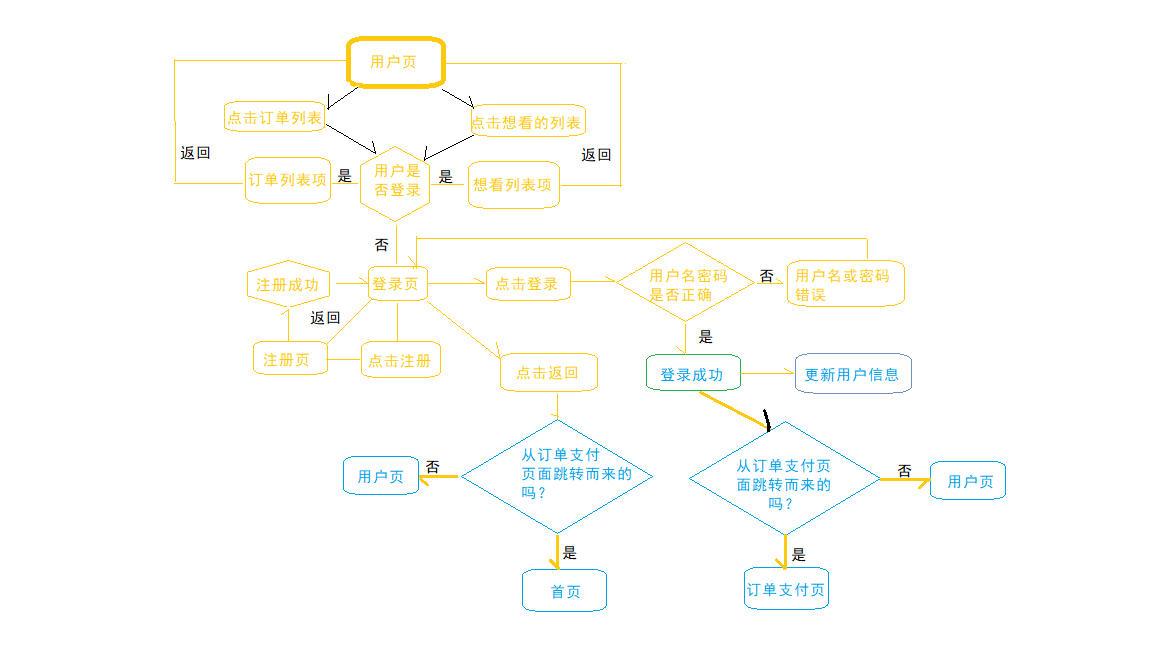 用户页
点击订单列表
点击想看的列表
返回
返回
用户是
否登录
订单列表项
是
是
想看列表项
否
注册成功
登录页
点击登录
用户名密码
是否正确
否
用户名或密码
错误
返回
是
注册页
点击注册
点击返回
登录成功
更新用户信息
从订单支付
页面跳转而来的
吗?
用户页
否
从订单支付页
面跳转而来的
吗?
否
用户页
是
是
首页
订单支付页